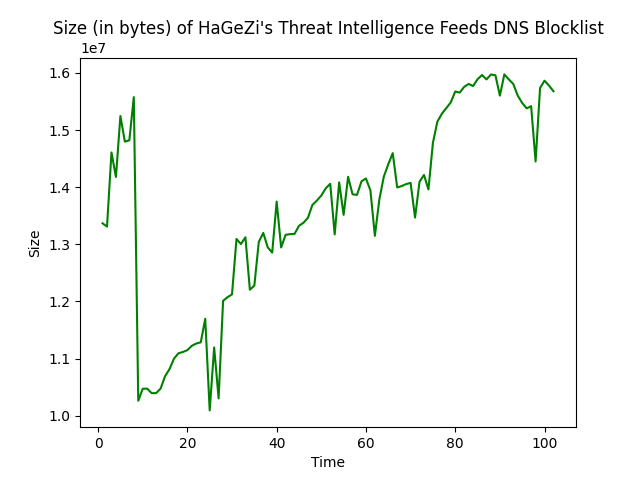 Size (in bytes) of HaGeZi's Threat Intelligence Feeds DNS Blocklist
1e7
1.6
1.5
1.4
1.3
1.2
1.1
1.0
Size
0 20 40 60 80 100
Time